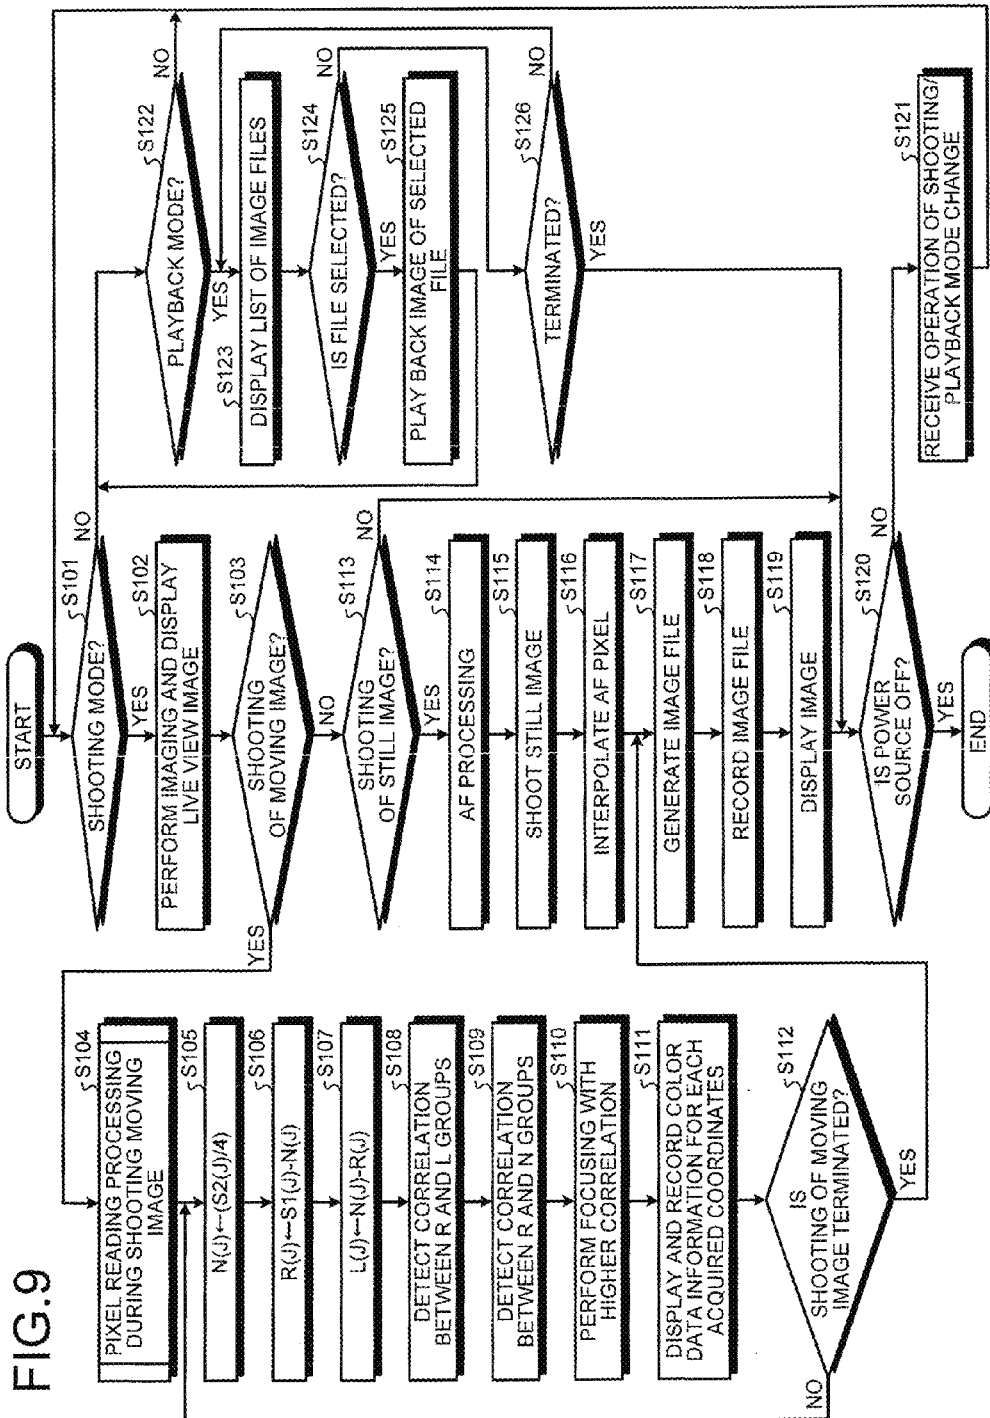 FIG.9
START
SHOOTING MODE?
S101
NO
YES
PERFORM IMAGING AND DISPLAY
LIVE VIEW IMAGE
S102
SHOOTING
OF MOVING IMAGE?
S103
YES
NO
PIXEL READING PROCESSING
DURING SHOOTING MOVING
IMAGE
S104
N(J)←(S2(J)/4)
S105
R(J)←S1(J)-N(J)
S106
L(J)←N(J)-R(J)
S107
DETECT CORRELATION
BETWEEN R AND L GROUPS
S108
DETECT CORRELATION
BETWEEN R AND N GROUPS
S109
PERFORM FOCUSING WITH
HIGHER CORRELATION
S110
DISPLAY AND RECORD COLOR
DATA INFORMATION FOR EACH
ACQUIRED COORDINATES
S111
IS
SHOOTING OF MOVING
IMAGE TERMINATED?
S112
NO
YES
SHOOTING
OF STILL IMAGE?
S113
NO
YES
AF PROCESSING
S114
SHOOT STILL IMAGE
S115
INTERPOLATE AF PIXEL
S116
GENERATE IMAGE FILE
S117
RECORD IMAGE FILE
S118
DISPLAY IMAGE
S119
IS POWER
SOURCE OFF?
S120
NO
YES
END
RECEIVE OPERATION OF SHOOTING/
PLAYBACK MODE CHANGE
S121
PLAYBACK MODE?
S122
NO
YES
S123
DISPLAY LIST OF IMAGE FILES
IS FILE SELECTED?
S124
NO
YES
PLAY BACK IMAGE OF SELECTED
FILE
S125
TERMINATED?
S126
NO
YES